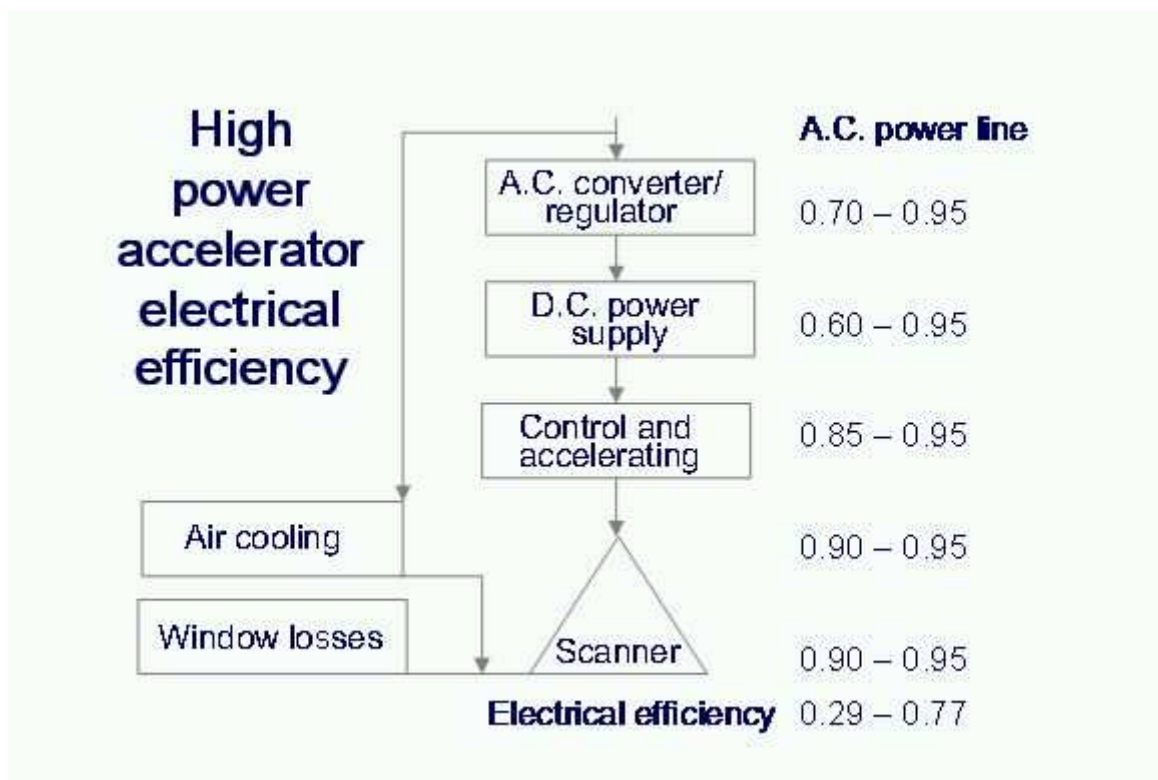 High
power
accelerator
electrical
efficiency
A.C. power line
A.C. converter/
regulator
0.70 – 0.95
D.C. power
supply
0.60 – 0.95
Control and
accelerating
0.85 – 0.95
Air cooling
0.90 – 0.95
Window losses
Scanner
0.90 – 0.95
Electrical efficiency 0.29 – 0.77